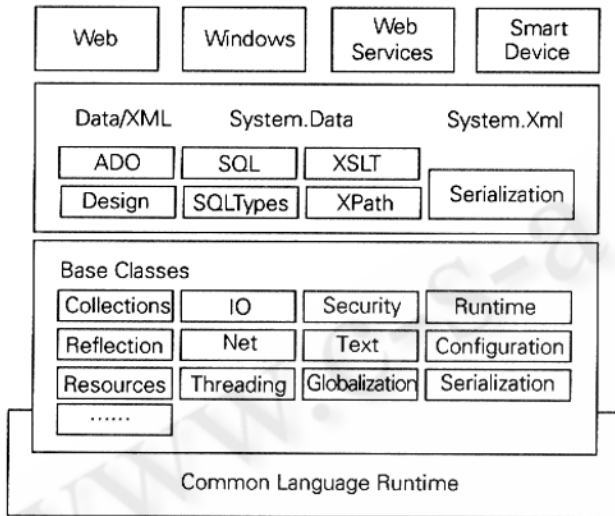 Web Windows Web Services Smart Device
Data/XML System.Data System.Xml
ADO SQL XSLT
Serialization
Design SQLTypes XPath
Base Classes
Collections IO Security Runtime
Reflection Net Text Configuration
Resources Threading Globalization Serialization
......
Common Language Runtime
www.c-s-a